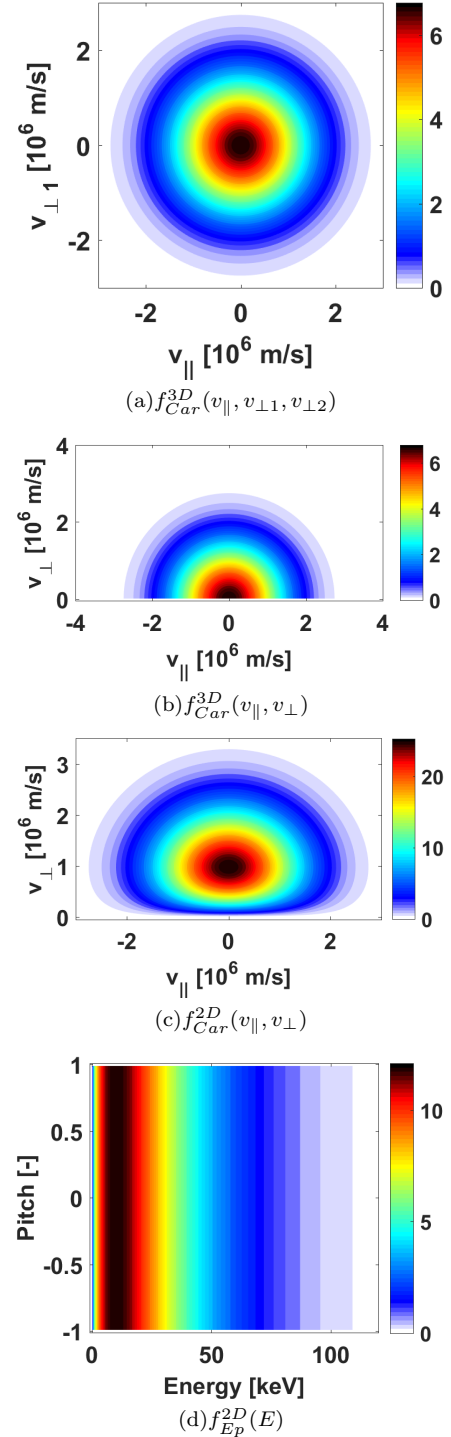 2
0
-2
v⊥1 [10⁶ m/s]
-2 0 2
v|| [10⁶ m/s]
6
4
2
0
(a)f^{3D}_{Car}(v∥, v⊥1, v⊥2)
4
2
0
v⊥ [10⁶ m/s]
-4 -2 0 2 4
v|| [10⁶ m/s]
6
4
2
0
(b)f^{3D}_{Car}(v∥, v⊥)
3
2
1
0
v⊥ [10⁶ m/s]
-2 0 2
v|| [10⁶ m/s]
20
10
0
(c)f^{2D}_{Car}(v∥, v⊥)
1
0.5
0
-0.5
-1
Pitch [-]
0 50 100
Energy [keV]
10
5
0
(d)f^{2D}_{Ep}(E)